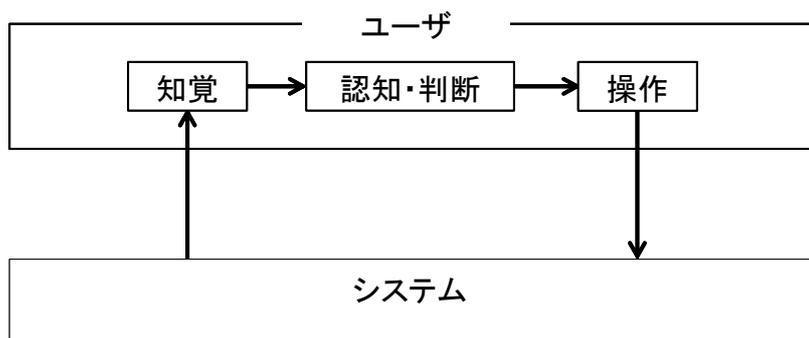 ユーザ
知覚
認知・判断
操作
システム